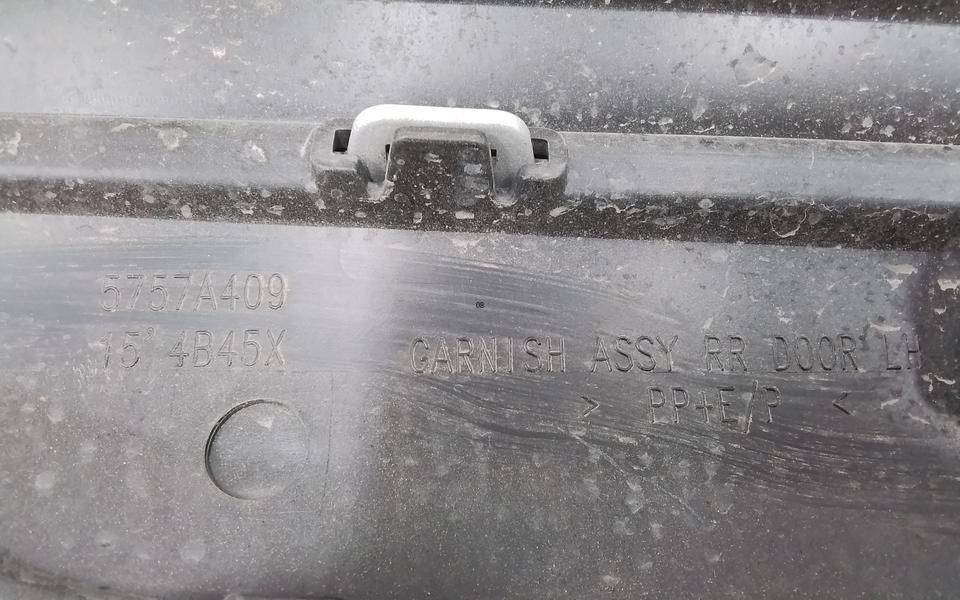 5757A409
15' 4B45X
GARNISH ASSY RR DOOR LH
> PP+E/P <